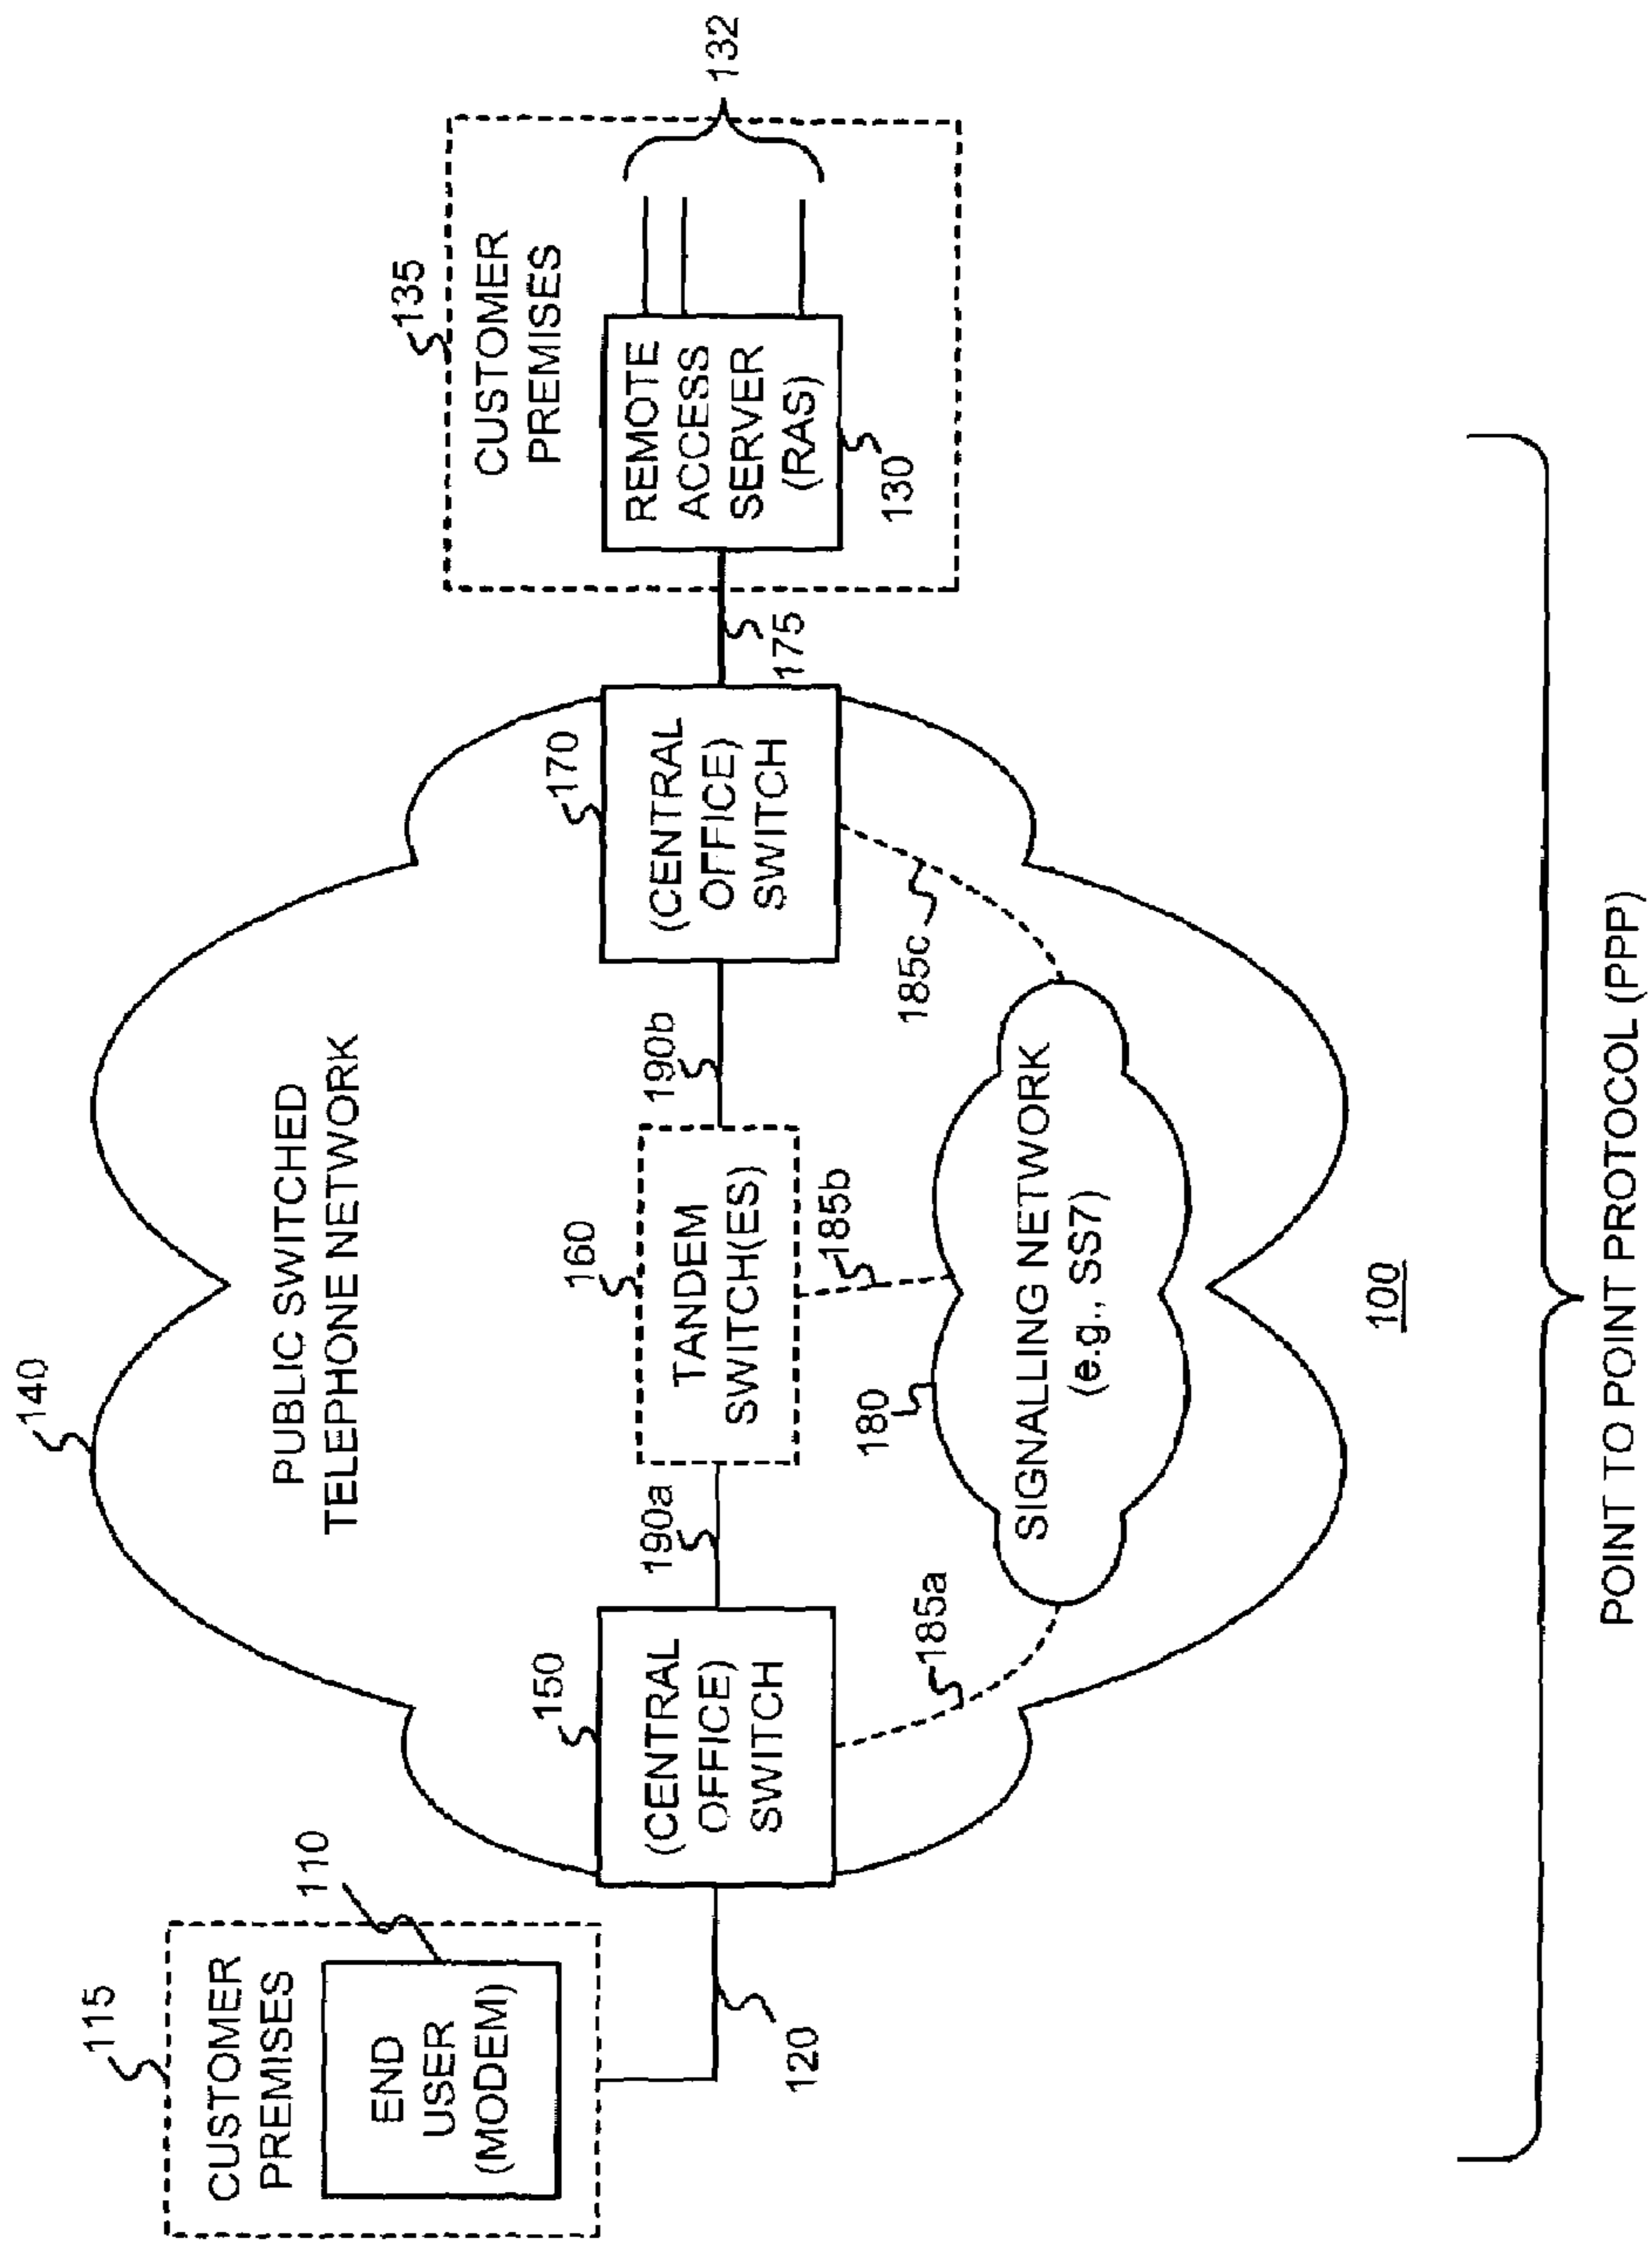 140
PUBLIC SWITCHED
TELEPHONE NETWORK
115
CUSTOMER
PREMISES
110
END
USER
(MODEM)
120
150
(CENTRAL
OFFICE)
SWITCH
190a
160
TANDEM
SWITCH(ES)
190b
170
(CENTRAL
OFFICE)
SWITCH
175
135
CUSTOMER
PREMISES
REMOTE
ACCESS
SERVER
(RAS)
130
132
185a
185b
185c
180
SIGNALLING NETWORK
(e.g., SS7)
100
POINT TO POINT PROTOCOL (PPP)